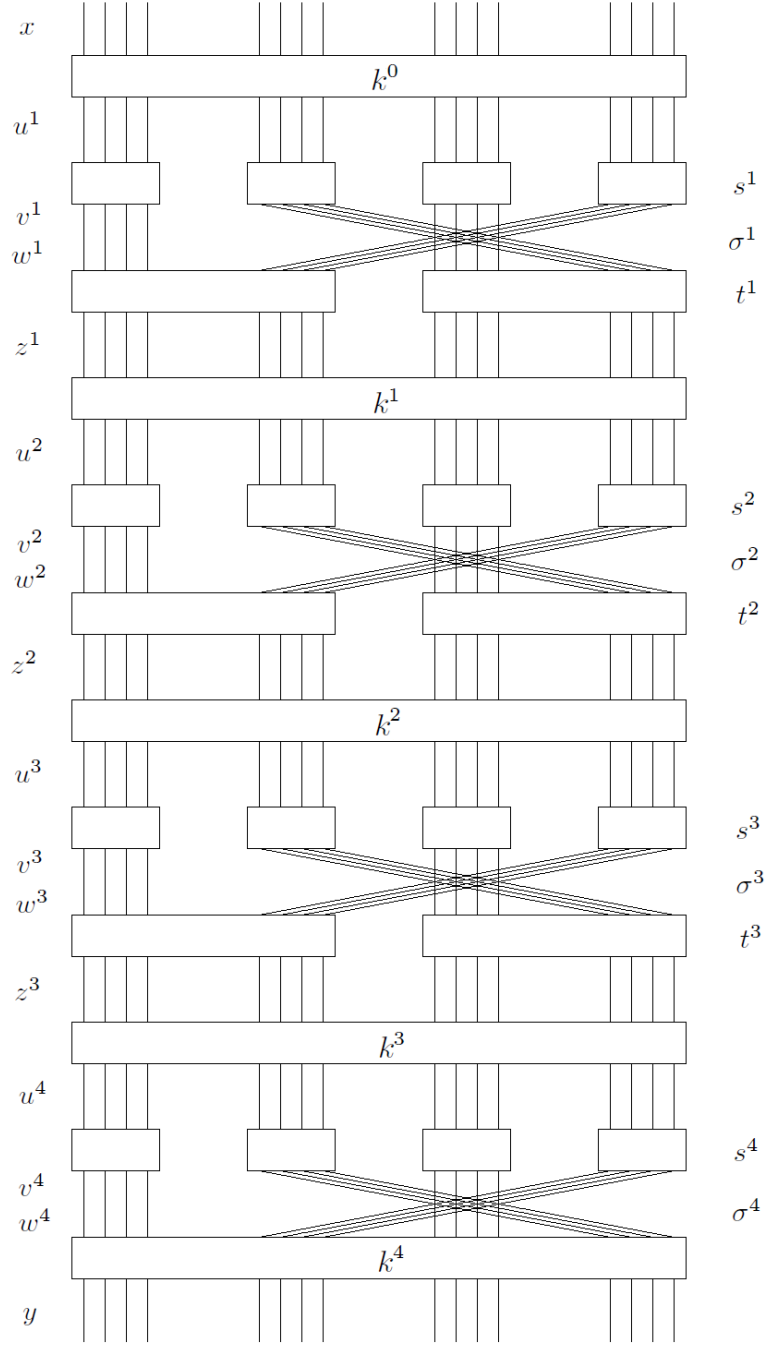 x
k⁰
u¹
s¹
v¹
σ¹
w¹
t¹
z¹
k¹
u²
s²
v²
σ²
w²
t²
z²
k²
u³
s³
v³
σ³
w³
t³
z³
k³
u⁴
s⁴
v⁴
σ⁴
w⁴
k⁴
y